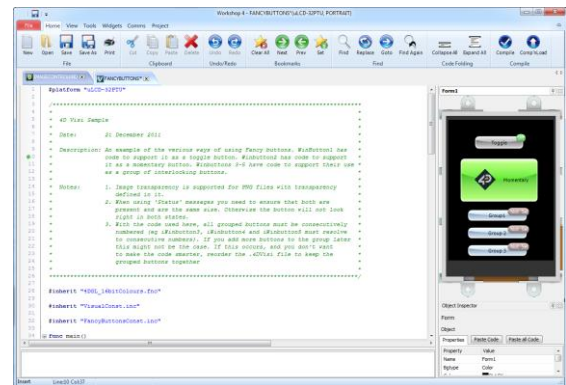 Workshop 4 - FANCYBUTTONS*(uLCD-32PTU, PORTRAIT)
File Home View Tools Widgets Comms Project
New Open Save Save As Print Cut Copy Paste Delete Undo Redo Clear All Next Prev Set Find Replace Goto Find Again Collapse All Expand All Compile Comp'nLoad
File Clipboard Undo/Redo Bookmarks Find Code Folding Compile
FANCYBUTTONS*
#platform "uLCD-32PTU"
4D Visi Sample
Date: 21 December 2011
Description: An example of the various ways of using Fancy buttons. WinButton1 has
code to support it as a toggle button. Winbutton2 has code to support
it as a momentary button. Winbuttons 3-5 have code to support their use
as a group of interlocking buttons.
Notes: 1. Image transparency is supported for PNG files with transparency
defined in it.
2. When using 'Status' messages you need to ensure that both are
present and are the same size. Otherwise the button will not look
right in both states.
3. With the code used here, all grouped buttons must be consecutively
numbered (eg iWinbutton3, iWinbutton4 and iWinbutton5 must resolve
to consecutive numbers). If you add more buttons to the group later
this might not be the case. If this occurs, and you don't want
to make the code smarter, reorder the .4DVisi file to keep the
grouped buttons together
#inherit "4DGL_16bitColours.fnc"
#inherit "VisualConst.inc"
#inherit "FancyButtonsConst.inc"
func main()
Form1
Toggle
4D Momentary
Group 1
Group 2
Group 3
Object Inspector
Form
Object
Properties Paste Code Paste all Code
Property Value
Name Form1
Bgtype Color
Insert Line:10 Col:37